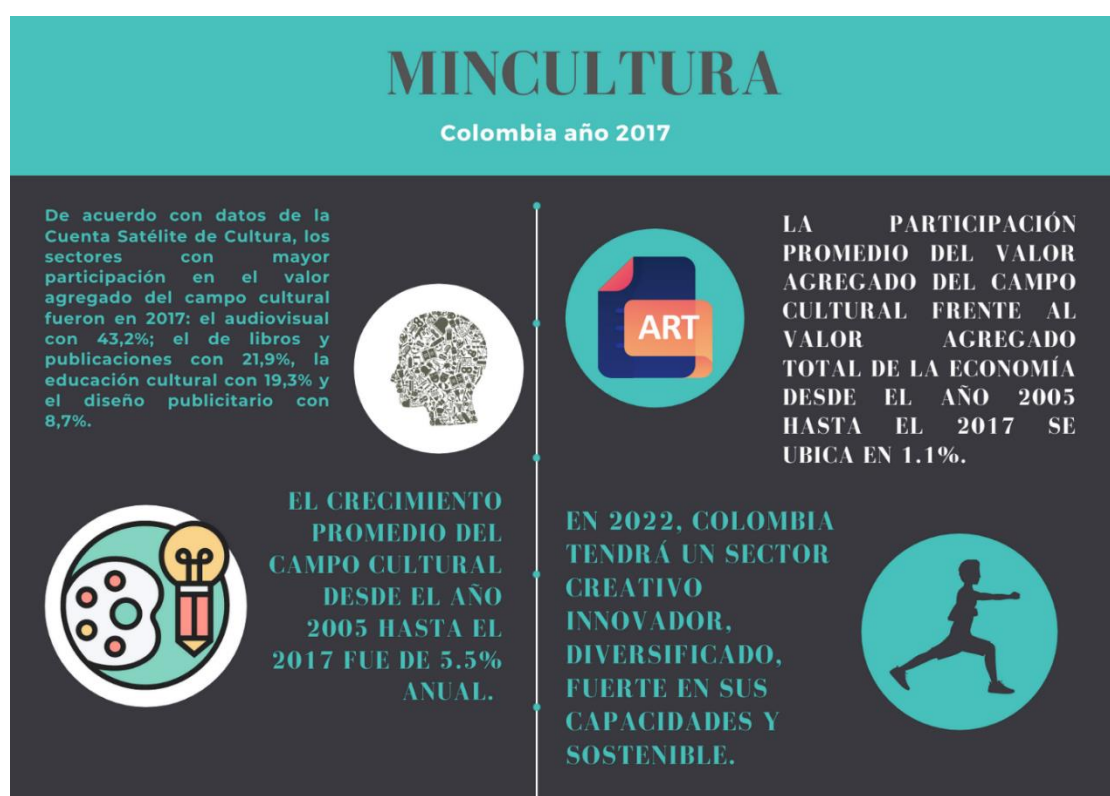 MINCULTURA
Colombia año 2017
De acuerdo con datos de la
Cuenta Satélite de Cultura, los
sectores con mayor
participación en el valor
agregado del campo cultural
fueron en 2017: el audiovisual
con 43,2%; el de libros y
publicaciones con 21,9%, la
educación cultural con 19,3% y
el diseño publicitario con
8,7%.
EL CRECIMIENTO
PROMEDIO DEL
CAMPO CULTURAL
DESDE EL AÑO
2005 HASTA EL
2017 FUE DE 5.5%
ANUAL.
ART
LA PARTICIPACIÓN
PROMEDIO DEL VALOR
AGREGADO DEL CAMPO
CULTURAL FRENTE AL
VALOR AGREGADO
TOTAL DE LA ECONOMÍA
DESDE EL AÑO 2005
HASTA EL 2017 SE
UBICA EN 1.1%.
EN 2022, COLOMBIA
TENDRÁ UN SECTOR
CREATIVO
INNOVADOR,
DIVERSIFICADO,
FUERTE EN SUS
CAPACIDADES Y
SOSTENIBLE.